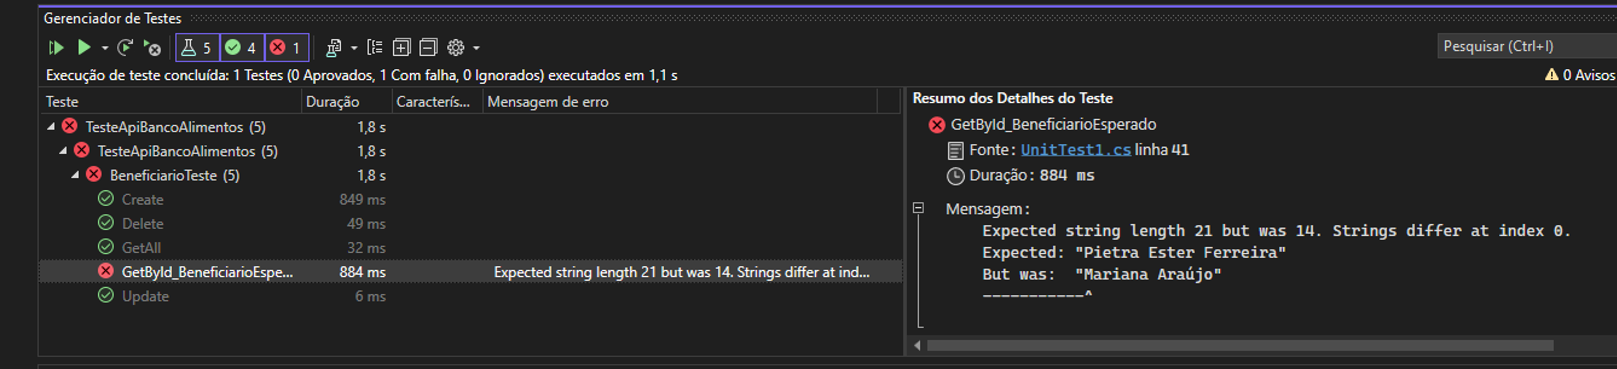 Gerenciador de Testes
5 4 1
Pesquisar (Ctrl+I)
Execução de teste concluída: 1 Testes (0 Aprovados, 1 Com falha, 0 Ignorados) executados em 1,1 s
0 Avisos
Teste Duração Caracterís... Mensagem de erro
TesteApiBancoAlimentos (5) 1,8 s
TesteApiBancoAlimentos (5) 1,8 s
BeneficiarioTeste (5) 1,8 s
Create 849 ms
Delete 49 ms
GetAll 32 ms
GetById_BeneficiarioEspe... 884 ms Expected string length 21 but was 14. Strings differ at ind...
Update 6 ms
Resumo dos Detalhes do Teste
GetById_BeneficiarioEsperado
Fonte: UnitTest1.cs linha 41
Duração: 884 ms
Mensagem:
Expected string length 21 but was 14. Strings differ at index 0.
Expected: "Pietra Ester Ferreira"
But was:  "Mariana Araújo"
-----------^